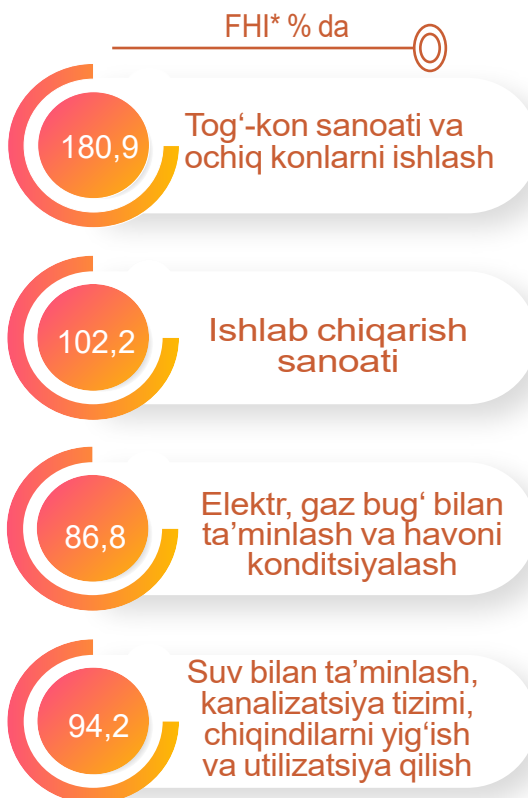 FHI* % da
180,9
Tog‘-kon sanoati va
ochiq konlarni ishlash
102,2
Ishlab chiqarish
sanoati
86,8
Elektr, gaz bug‘ bilan
ta’minlash va havoni
konditsiyalash
94,2
Suv bilan ta’minlash,
kanalizatsiya tizimi,
chiqindilarni yig‘ish
va utilizatsiya qilish